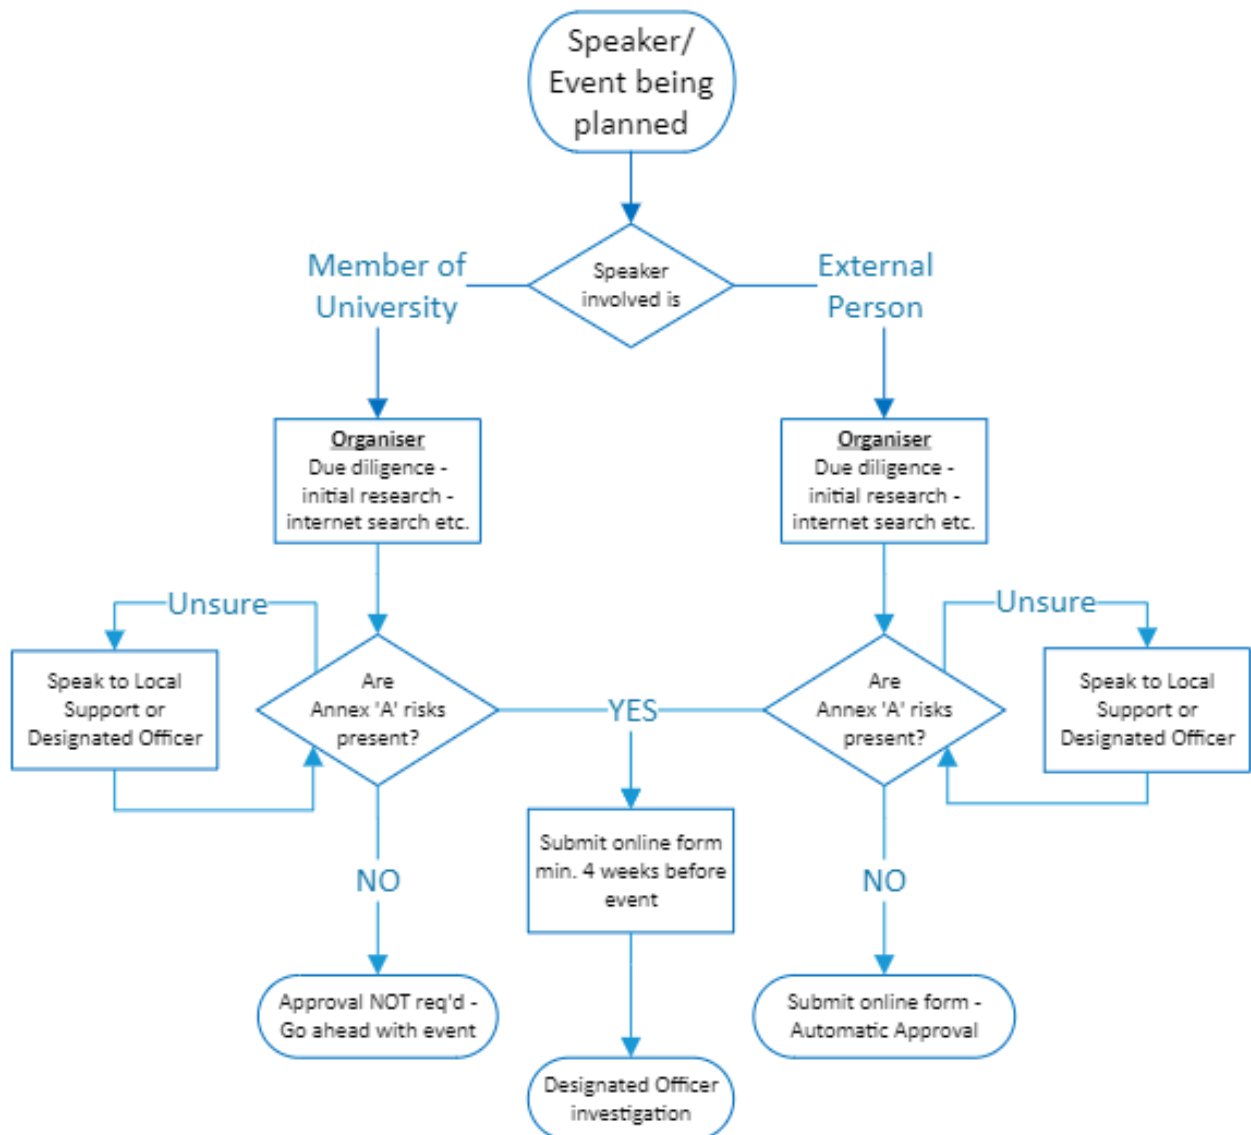 Speaker/
Event being
planned
Speaker
involved is
Member of
University
External
Person
Organiser
Due diligence -
initial research -
internet search etc.
Organiser
Due diligence -
initial research -
internet search etc.
Unsure
Unsure
Speak to Local
Support or
Designated Officer
Are
Annex 'A' risks
present?
YES
Are
Annex 'A' risks
present?
Speak to Local
Support or
Designated Officer
NO
Submit online form
min. 4 weeks before
event
NO
Approval NOT req'd -
Go ahead with event
Submit online form -
Automatic Approval
Designated Officer
investigation